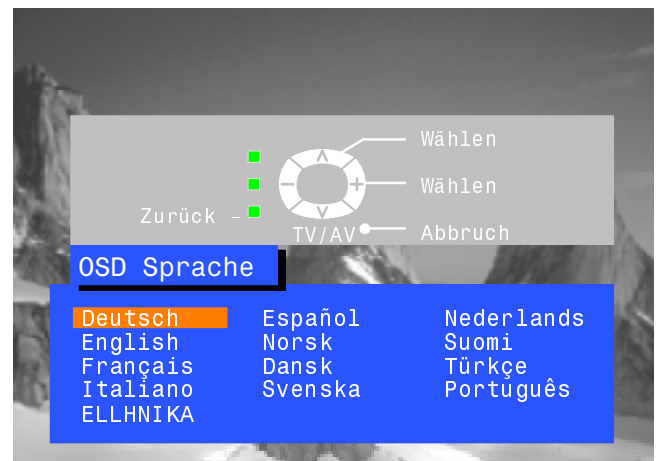 Wählen
Wählen
Zurück -
TV/AV Abbruch
OSD Sprache
Deutsch Español Nederlands
English Norsk Suomi
Français Dansk Türkçe
Italiano Svenska Português
ELLHNIKA